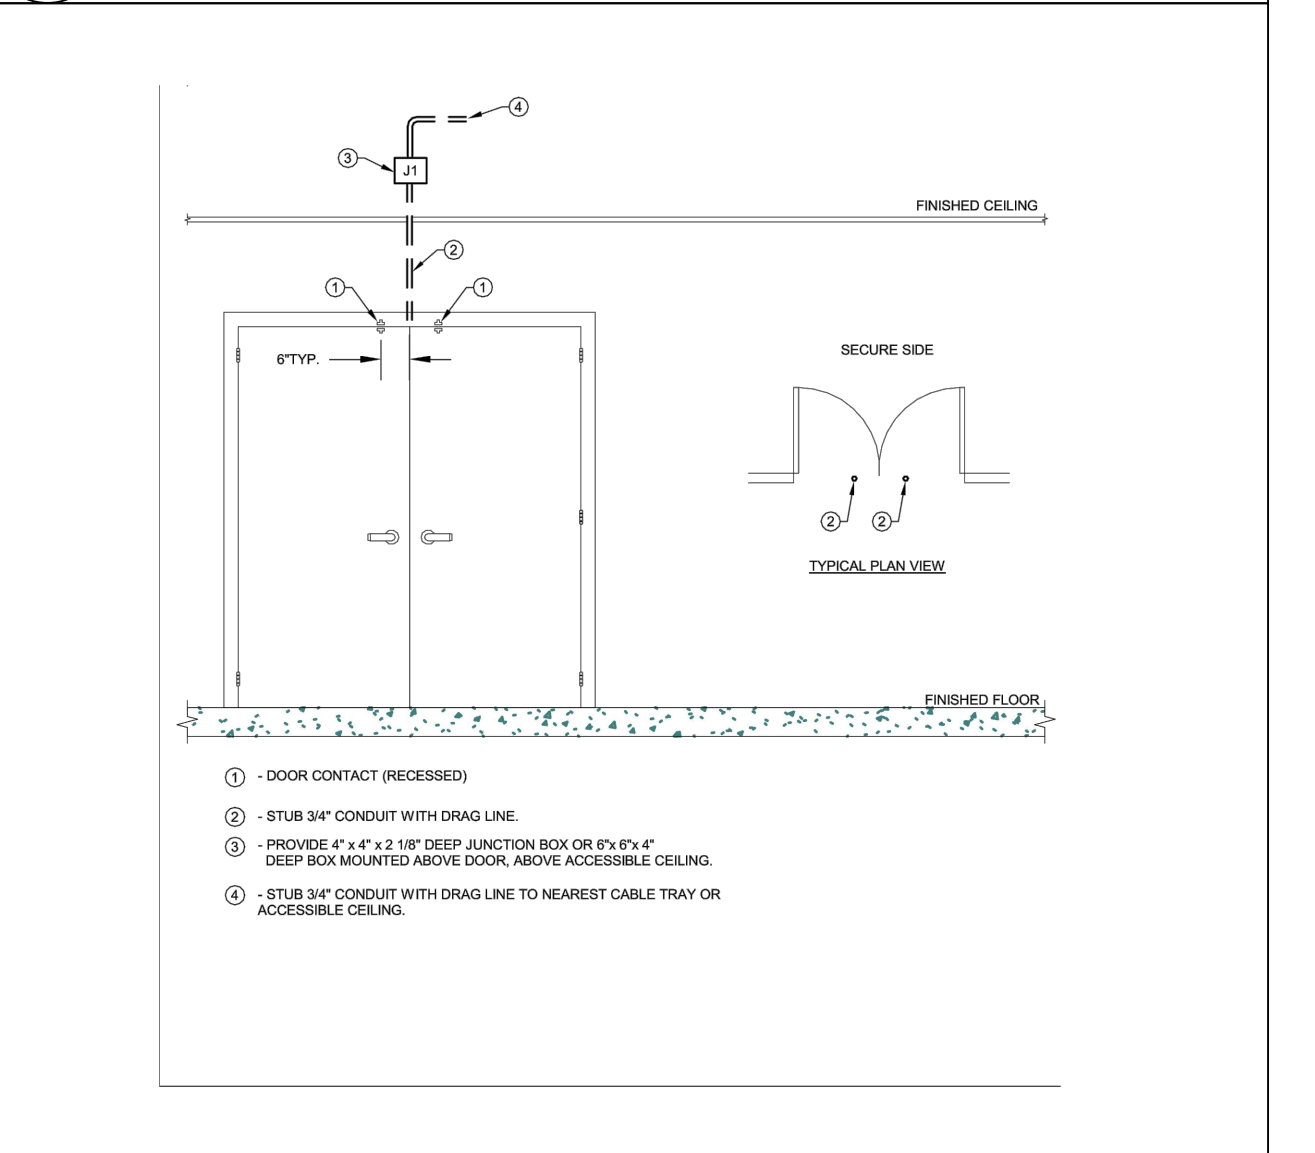 4
3
J1
FINISHED CEILING
2
1
1
6"TYP.
SECURE SIDE
2
2
TYPICAL PLAN VIEW
FINISHED FLOOR
1 - DOOR CONTACT (RECESSED)
2 - STUB 3/4" CONDUIT WITH DRAG LINE.
3 - PROVIDE 4" x 4" x 2 1/8" DEEP JUNCTION BOX OR 6"x 6"x 4"
DEEP BOX MOUNTED ABOVE DOOR, ABOVE ACCESSIBLE CEILING.
4 - STUB 3/4" CONDUIT WITH DRAG LINE TO NEAREST CABLE TRAY OR
ACCESSIBLE CEILING.